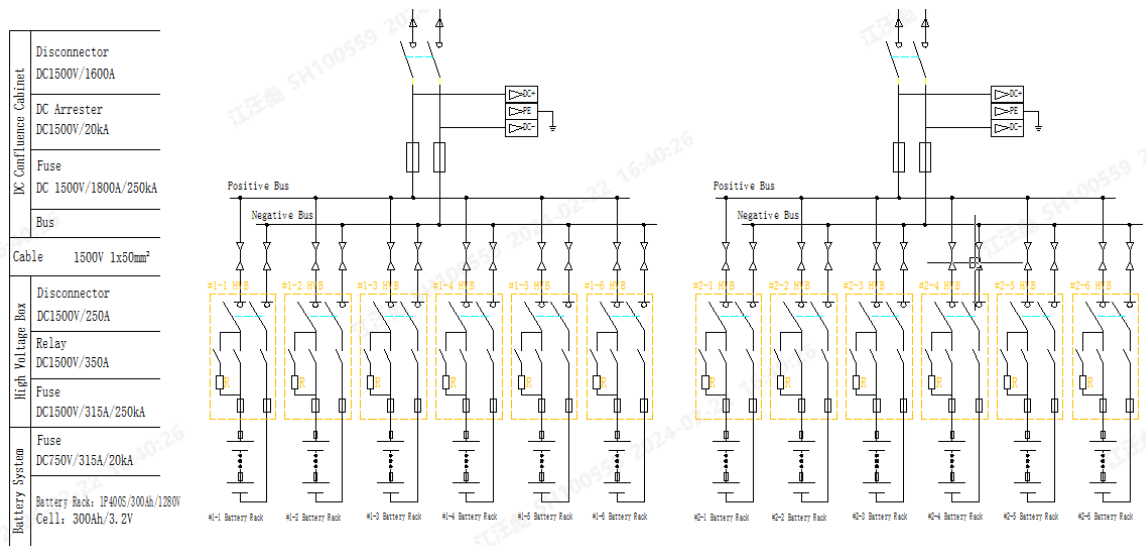 DC Confluence Cabinet
Disconnector
DC1500V/1600A
DC Arrester
DC1500V/20kA
Fuse
DC 1500V/1800A/250kA
Bus
Cable 1500V 1x50mm²
High Voltage Box
Disconnector
DC1500V/250A
Relay
DC1500V/350A
Fuse
DC1500V/315A/250kA
Battery System
Fuse
DC750V/315A/20kA
Battery Rack: 1P400S/300Ah/1280V
Cell: 300Ah/3.2V
DC+
PE
DC-
Positive Bus
Negative Bus
#1-1 HVB
#1-2 HVB
#1-3 HVB
#1-4 HVB
#1-5 HVB
#1-6 HVB
R
R
R
R
R
R
#1-1 Battery Rack
#1-2 Battery Rack
#1-3 Battery Rack
#1-4 Battery Rack
#1-5 Battery Rack
#1-6 Battery Rack
DC+
PE
DC-
Positive Bus
Negative Bus
#2-1 HVB
#2-2 HVB
#2-3 HVB
#2-4 HVB
#2-5 HVB
#2-6 HVB
R
R
R
R
R
R
#2-1 Battery Rack
#2-2 Battery Rack
#2-3 Battery Rack
#2-4 Battery Rack
#2-5 Battery Rack
#2-6 Battery Rack
江汪彪 SH100559 2024-02-22 16:40:26